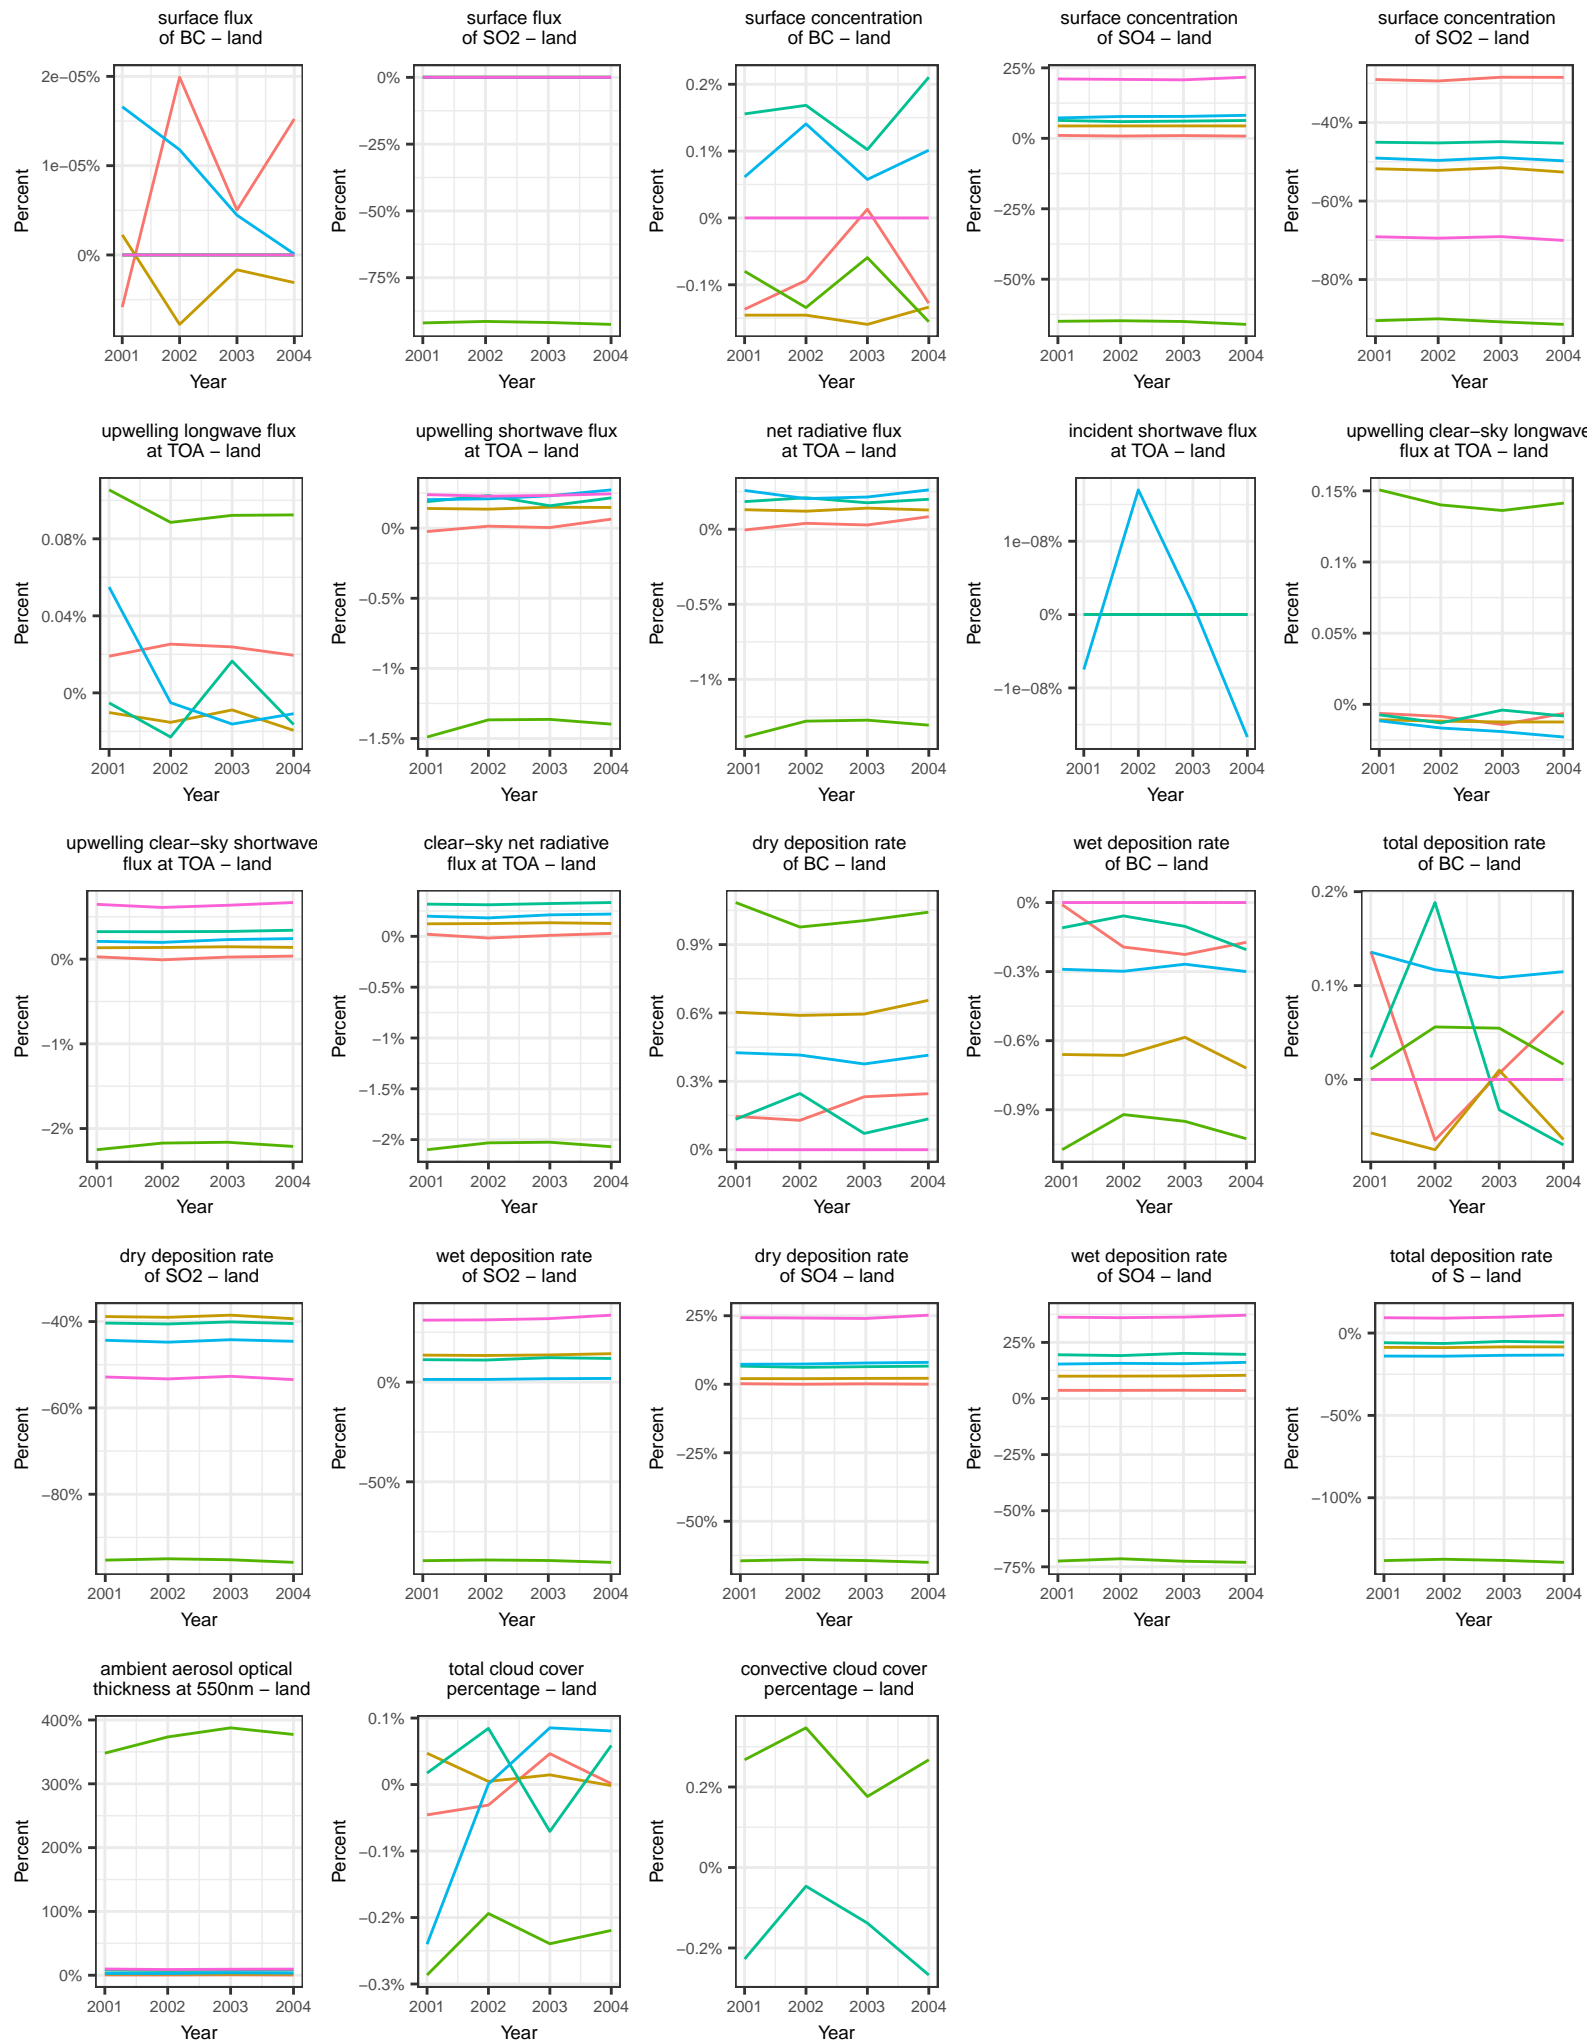 surface flux
of BC − land
Percent
2e−05%
1e−05%
0%
2001 2002 2003 2004
Year
surface flux
of SO2 − land
Percent
0%
−25%
−50%
−75%
2001 2002 2003 2004
Year
surface concentration
of BC − land
Percent
0.2%
0.1%
0%
−0.1%
2001 2002 2003 2004
Year
surface concentration
of SO4 − land
Percent
25%
0%
−25%
−50%
2001 2002 2003 2004
Year
surface concentration
of SO2 − land
Percent
−40%
−60%
−80%
2001 2002 2003 2004
Year
upwelling longwave flux
at TOA − land
Percent
0.08%
0.04%
0%
2001 2002 2003 2004
Year
upwelling shortwave flux
at TOA − land
Percent
0%
−0.5%
−1%
−1.5%
2001 2002 2003 2004
Year
net radiative flux
at TOA − land
Percent
0%
−0.5%
−1%
2001 2002 2003 2004
Year
incident shortwave flux
at TOA − land
Percent
1e−08%
0%
−1e−08%
2001 2002 2003 2004
Year
upwelling clear−sky longwave
flux at TOA − land
Percent
0.15%
0.1%
0.05%
0%
2001 2002 2003 2004
Year
upwelling clear−sky shortwave
flux at TOA − land
Percent
0%
−1%
−2%
2001 2002 2003 2004
Year
clear−sky net radiative
flux at TOA − land
Percent
0%
−0.5%
−1%
−1.5%
−2%
2001 2002 2003 2004
Year
dry deposition rate
of BC − land
Percent
0.9%
0.6%
0.3%
0%
2001 2002 2003 2004
Year
wet deposition rate
of BC − land
Percent
0%
−0.3%
−0.6%
−0.9%
2001 2002 2003 2004
Year
total deposition rate
of BC − land
Percent
0.2%
0.1%
0%
2001 2002 2003 2004
Year
dry deposition rate
of SO2 − land
Percent
−40%
−60%
−80%
2001 2002 2003 2004
Year
wet deposition rate
of SO2 − land
Percent
0%
−50%
2001 2002 2003 2004
Year
dry deposition rate
of SO4 − land
Percent
25%
0%
−25%
−50%
2001 2002 2003 2004
Year
wet deposition rate
of SO4 − land
Percent
25%
0%
−25%
−50%
−75%
2001 2002 2003 2004
Year
total deposition rate
of S − land
Percent
0%
−50%
−100%
2001 2002 2003 2004
Year
ambient aerosol optical
thickness at 550nm − land
Percent
400%
300%
200%
100%
0%
2001 2002 2003 2004
Year
total cloud cover
percentage − land
Percent
0.1%
0%
−0.1%
−0.2%
−0.3%
2001 2002 2003 2004
Year
convective cloud cover
percentage − land
Percent
0.2%
0%
−0.2%
2001 2002 2003 2004
Year